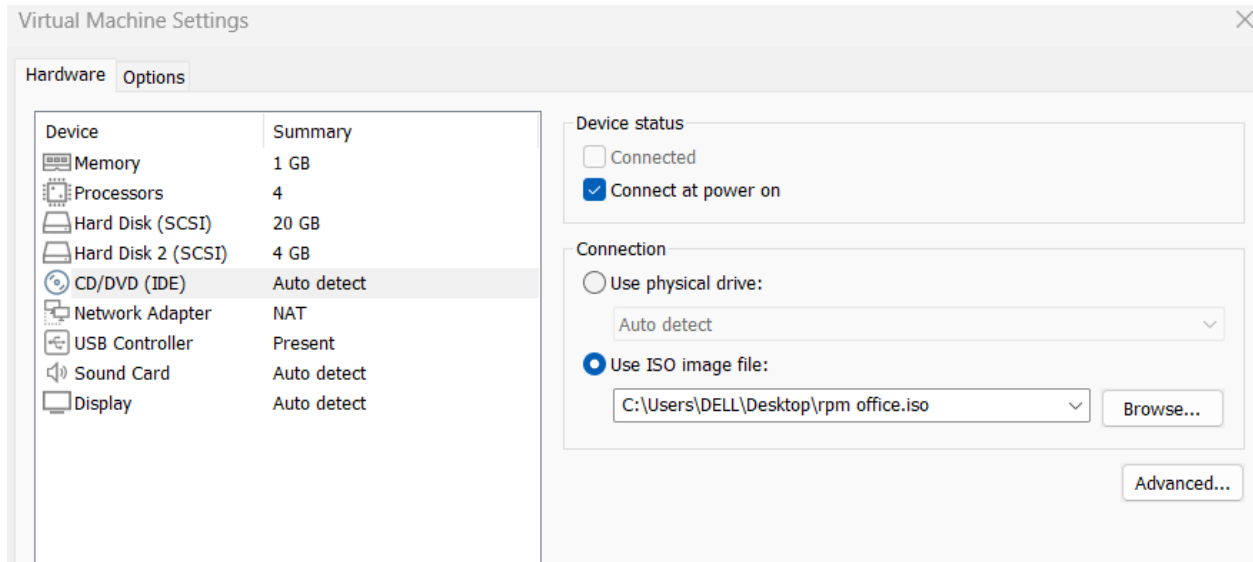 Virtual Machine Settings
Hardware Options
Device Summary
Memory 1 GB
Processors 4
Hard Disk (SCSI) 20 GB
Hard Disk 2 (SCSI) 4 GB
CD/DVD (IDE) Auto detect
Network Adapter NAT
USB Controller Present
Sound Card Auto detect
Display Auto detect
Device status
Connected
Connect at power on
Connection
Use physical drive:
Auto detect
Use ISO image file:
C:\Users\DELL\Desktop\rpm office.iso
Browse...
Advanced...